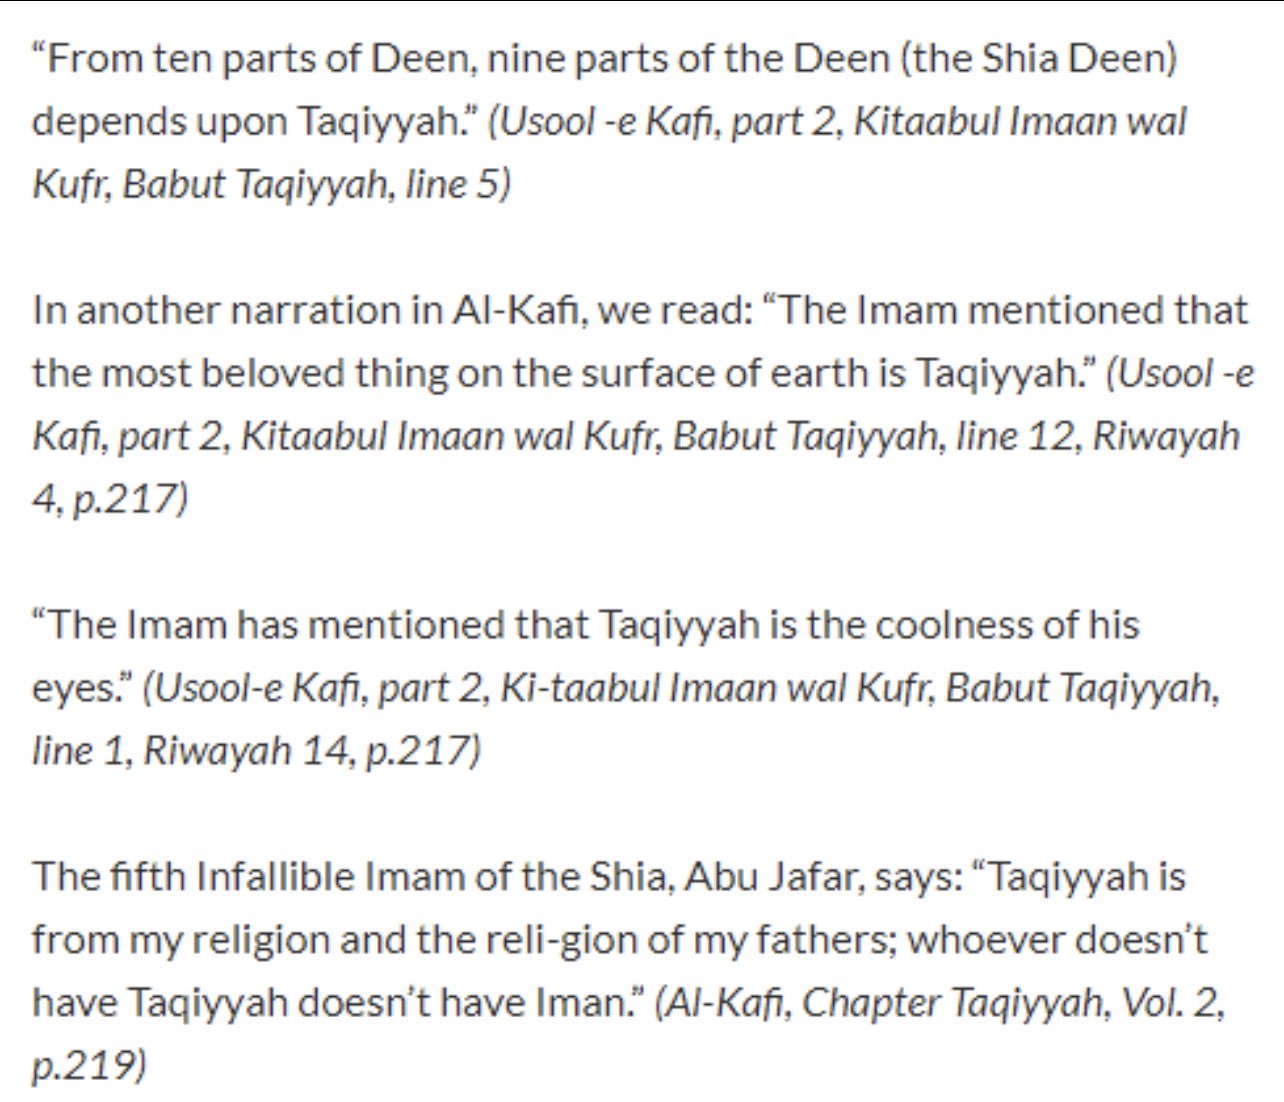 “From ten parts of Deen, nine parts of the Deen (the Shia Deen)
depends upon Taqiyyah.” (Usool -e Kafi, part 2, Kitaabul Imaan wal
Kufr, Babut Taqiyyah, line 5)
In another narration in Al-Kafi, we read: “The Imam mentioned that
the most beloved thing on the surface of earth is Taqiyyah.” (Usool -e
Kafi, part 2, Kitaabul Imaan wal Kufr, Babut Taqiyyah, line 12, Riwayah
4, p.217)
“The Imam has mentioned that Taqiyyah is the coolness of his
eyes.” (Usool-e Kafi, part 2, Ki-taabul Imaan wal Kufr, Babut Taqiyyah,
line 1, Riwayah 14, p.217)
The fifth Infallible Imam of the Shia, Abu Jafar, says: “Taqiyyah is
from my religion and the reli-gion of my fathers; whoever doesn’t
have Taqiyyah doesn’t have Iman.” (Al-Kafi, Chapter Taqiyyah, Vol. 2,
p.219)